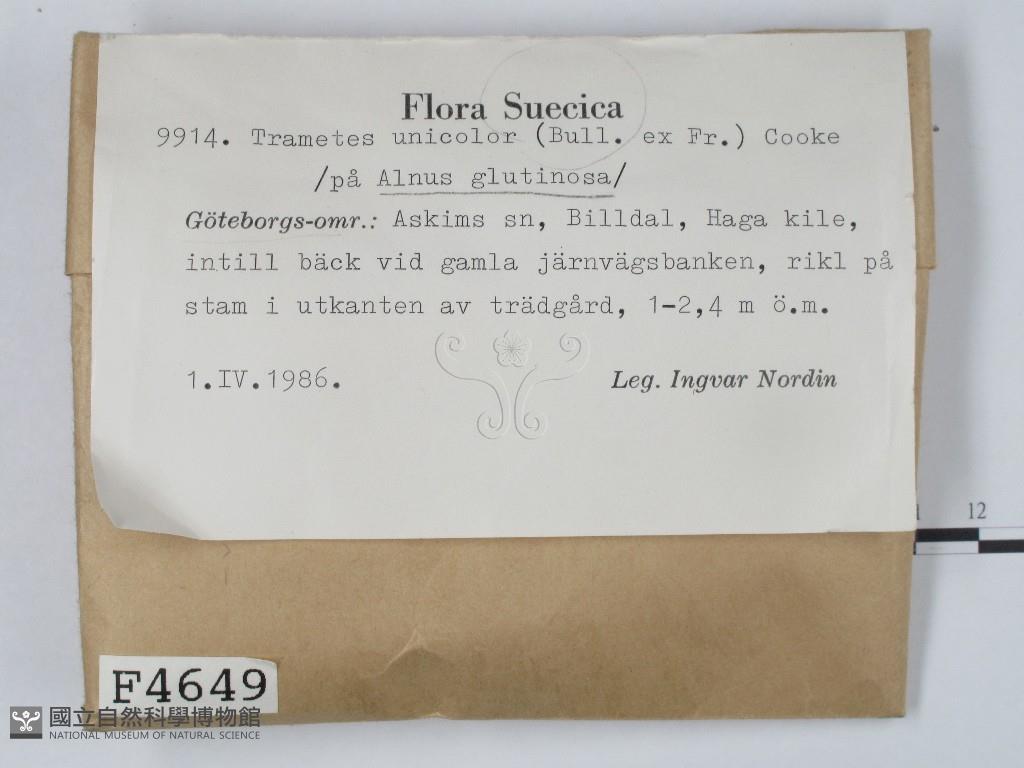 Flora Suecica
9914. Trametes unicolor (Bull. ex Fr.) Cooke
/på Alnus glutinosa/
Göteborgs-omr.: Askims sn, Billdal, Haga kile,
intill bäck vid gamla järnvägsbanken, rikl på
stam i utkanten av trädgård, 1-2,4 m ö.m.
1.IV.1986. Leg. Ingvar Nordin
12
F4649
國立自然科學博物館
NATIONAL MUSEUM OF NATURAL SCIENCE